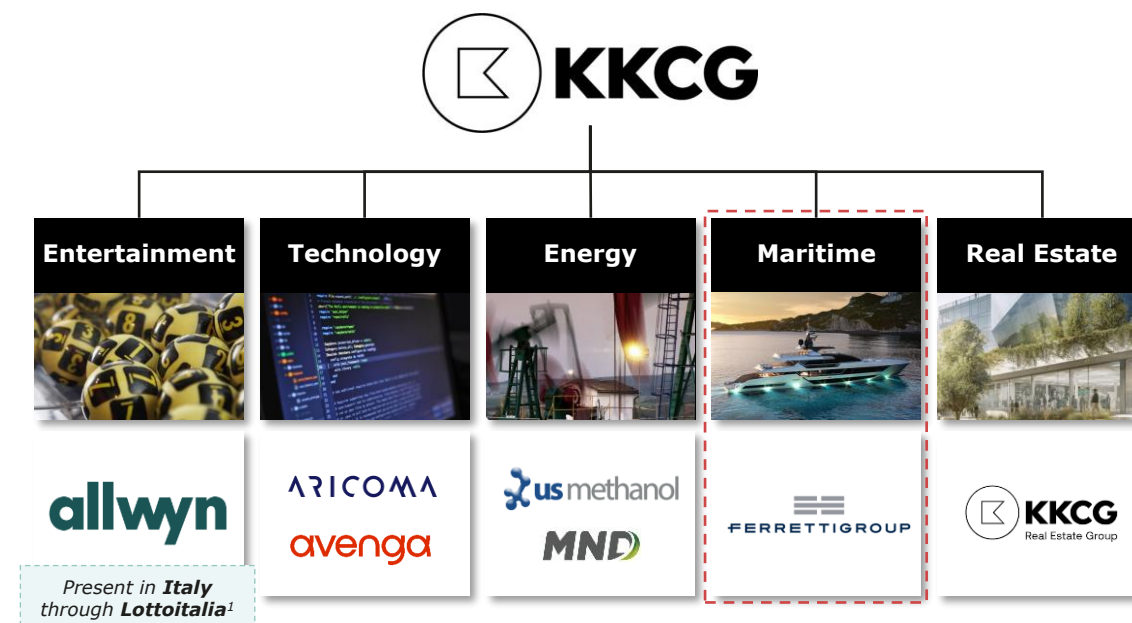 KKCG
Entertainment
Technology
Energy
Maritime
Real Estate
allwyn
ARICOMA
avenga
us methanol
MND
FERRETTIGROUP
KKCG
Real Estate Group
Present in Italy
through Lottoitalia1